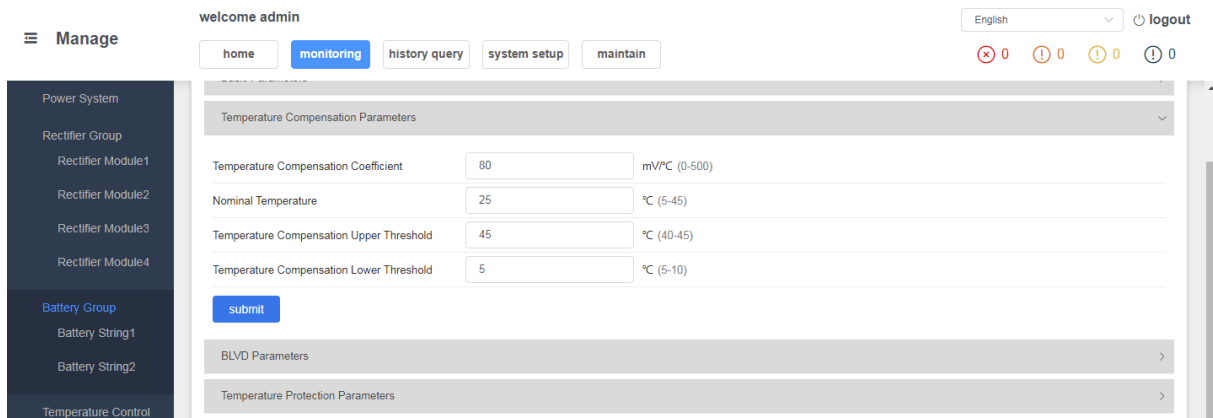 welcome admin
English
logout
Manage
home
monitoring
history query
system setup
maintain
0
0
0
0
Power System
Rectifier Group
Rectifier Module1
Rectifier Module2
Rectifier Module3
Rectifier Module4
Battery Group
Battery String1
Battery String2
Temperature Control
Basic Parameters
Temperature Compensation Parameters
Temperature Compensation Coefficient 80 mV/℃ (0-500)
Nominal Temperature 25 ℃ (5-45)
Temperature Compensation Upper Threshold 45 ℃ (40-45)
Temperature Compensation Lower Threshold 5 ℃ (5-10)
submit
BLVD Parameters
Temperature Protection Parameters